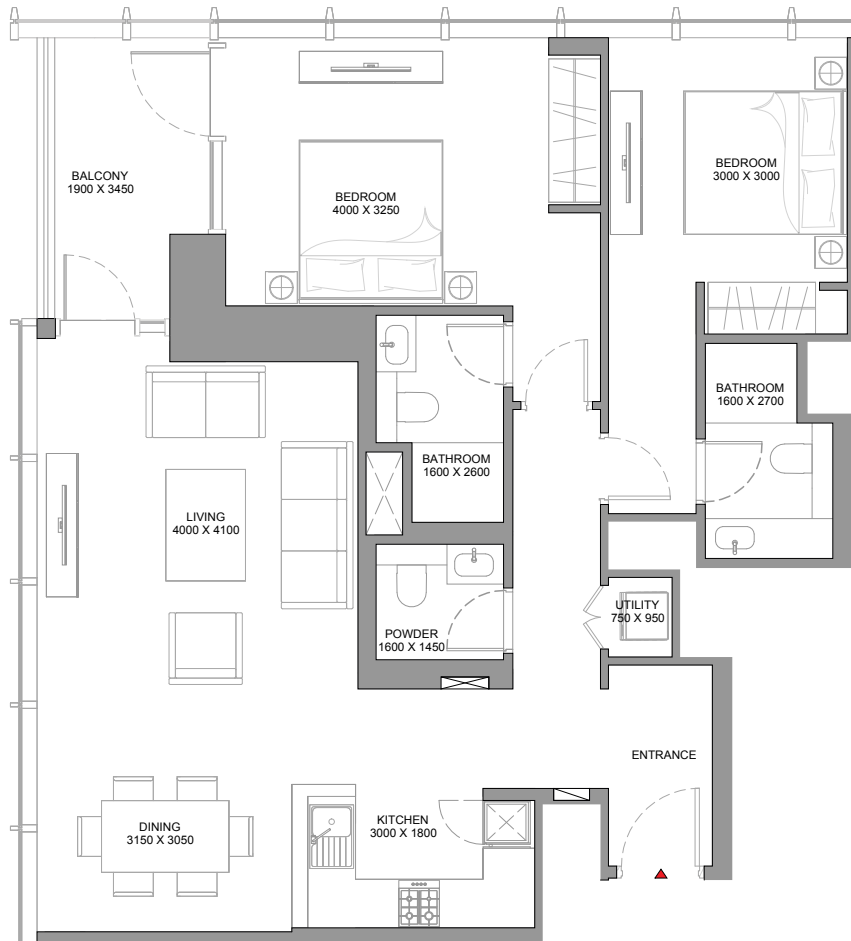 BALCONY
1900 X 3450
BEDROOM
4000 X 3250
BEDROOM
3000 X 3000
BATHROOM
1600 X 2700
BATHROOM
1600 X 2600
LIVING
4000 X 4100
UTILITY
750 X 950
POWDER
1600 X 1450
ENTRANCE
DINING
3150 X 3050
KITCHEN
3000 X 1800